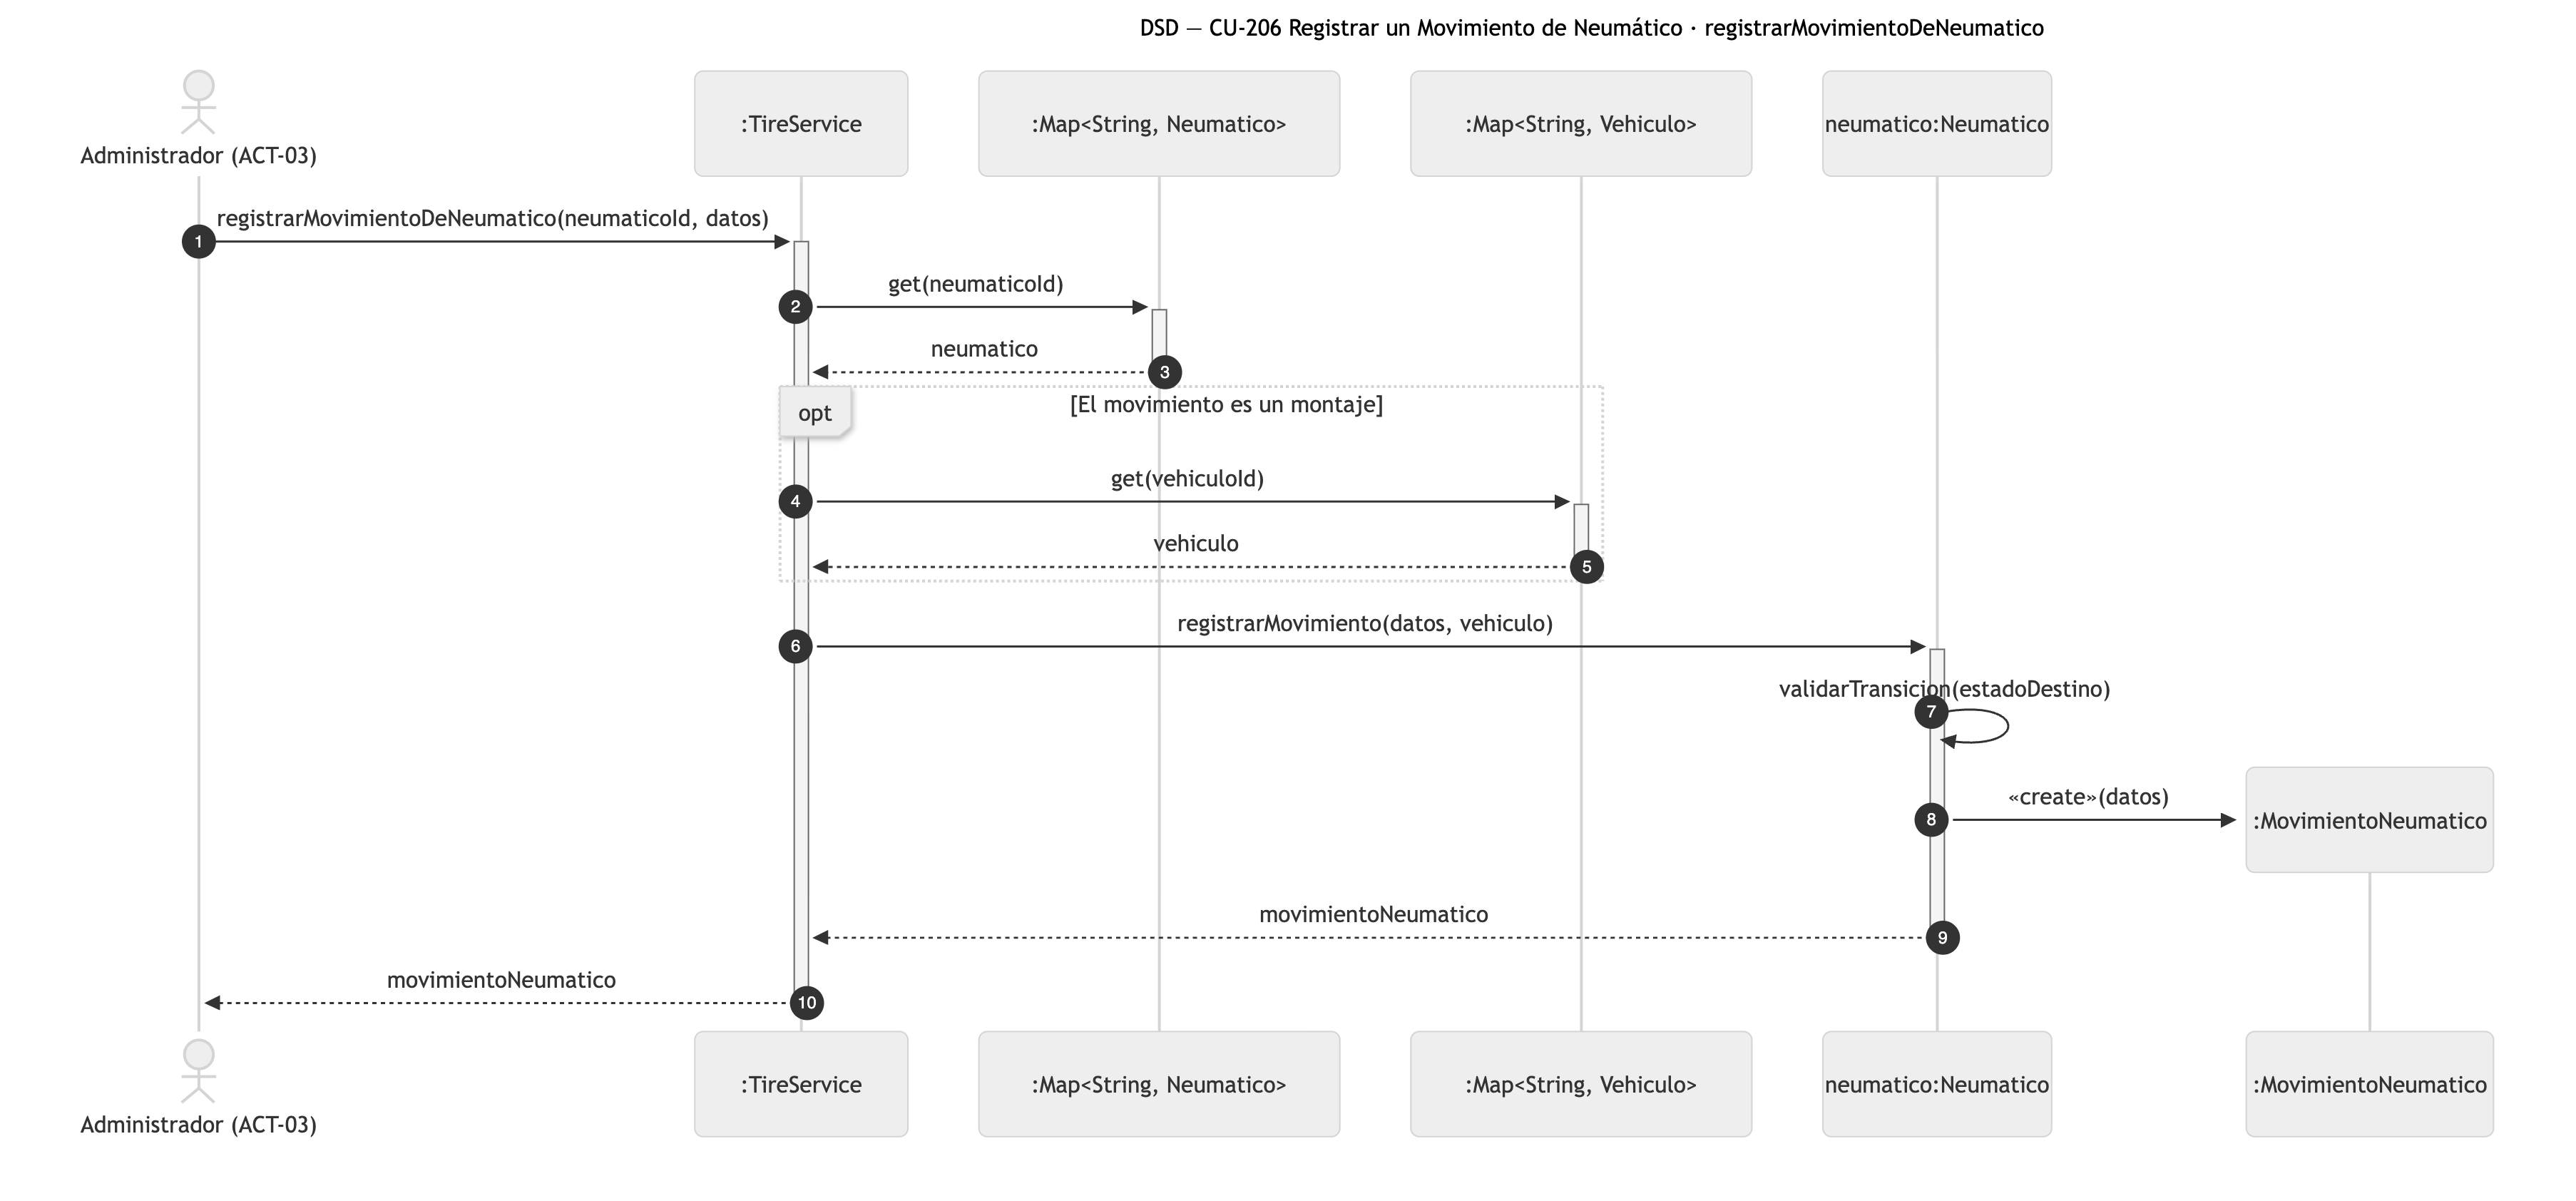 DSD — CU-206 Registrar un Movimiento de Neumático · registrarMovimientoDeNeumatico
Administrador (ACT-03)
:TireService
:Map<String, Neumatico>
:Map<String, Vehiculo>
neumatico:Neumatico
registrarMovimientoDeNeumatico(neumaticoId, datos)
1
get(neumaticoId)
2
neumatico
3
opt
[El movimiento es un montaje]
get(vehiculoId)
4
vehiculo
5
registrarMovimiento(datos, vehiculo)
6
validarTransicion(estadoDestino)
7
«create»(datos)
8
:MovimientoNeumatico
movimientoNeumatico
9
movimientoNeumatico
10
Administrador (ACT-03)
:TireService
:Map<String, Neumatico>
:Map<String, Vehiculo>
neumatico:Neumatico
:MovimientoNeumatico